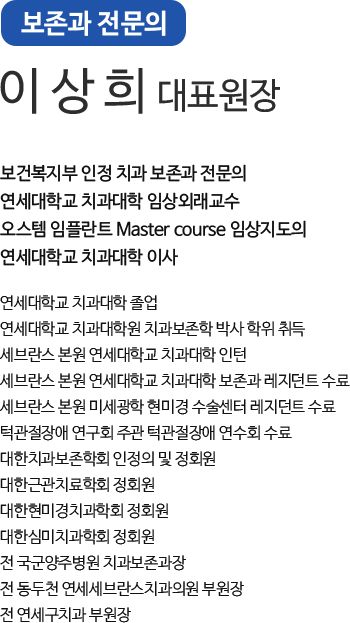 보존과 전문의
이 상 희 대표원장
보건복지부 인정 치과 보존과 전문의
연세대학교 치과대학 임상외래교수
오스템 임플란트 Master course 임상지도의
연세대학교 치과대학 이사
연세대학교 치과대학 졸업
연세대학교 치과대학원 치과보존학 박사 학위 취득
세브란스 본원 연세대학교 치과대학 인턴
세브란스 본원 연세대학교 치과대학 보존과 레지던트 수료
세브란스 본원 미세광학 현미경 수술센터 레지던트 수료
턱관절장애 연구회 주관 턱관절장애 연수회 수료
대한치과보존학회 인정의 및 정회원
대한근관치료학회 정회원
대한현미경치과학회 정회원
대한심미치과학회 정회원
전 국군양주병원 치과보존과장
전 동두천 연세세브란스치과의원 부원장
전 연세구치과 부원장